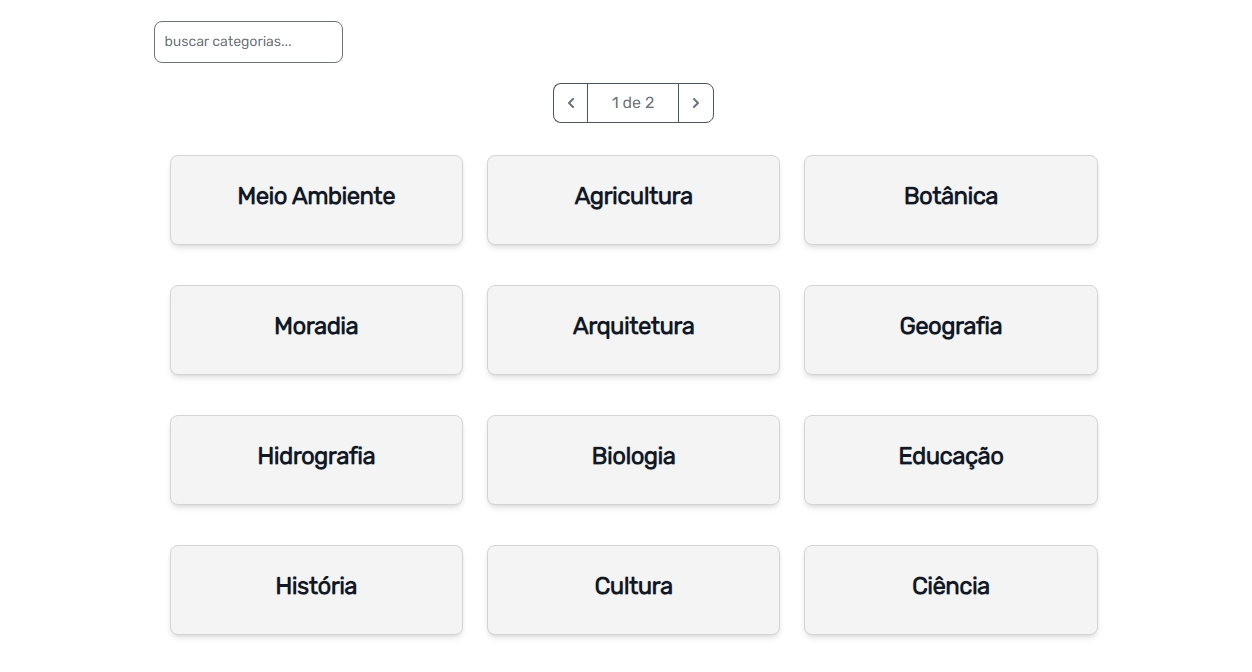 buscar categorias...
1 de 2
Meio Ambiente
Agricultura
Botânica
Moradia
Arquitetura
Geografia
Hidrografia
Biologia
Educação
História
Cultura
Ciência